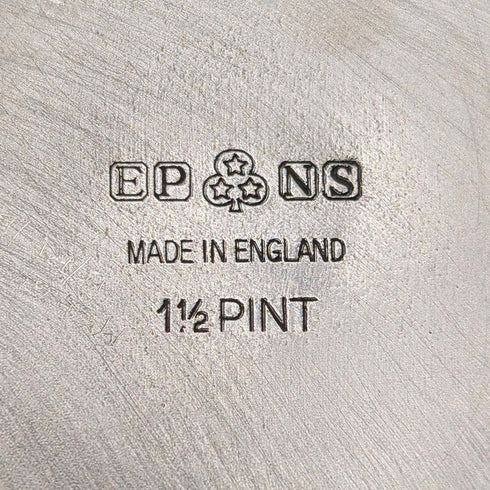 EP NS
MADE IN ENGLAND
1½ PINT